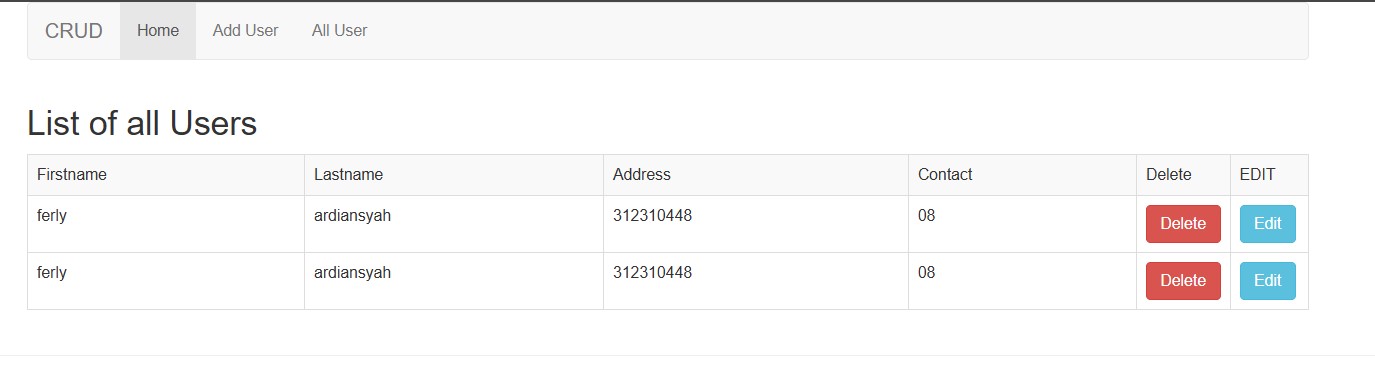 CRUD Home Add User All User
List of all Users
Firstname Lastname Address Contact Delete EDIT
ferly ardiansyah 312310448 08 Delete Edit
ferly ardiansyah 312310448 08 Delete Edit